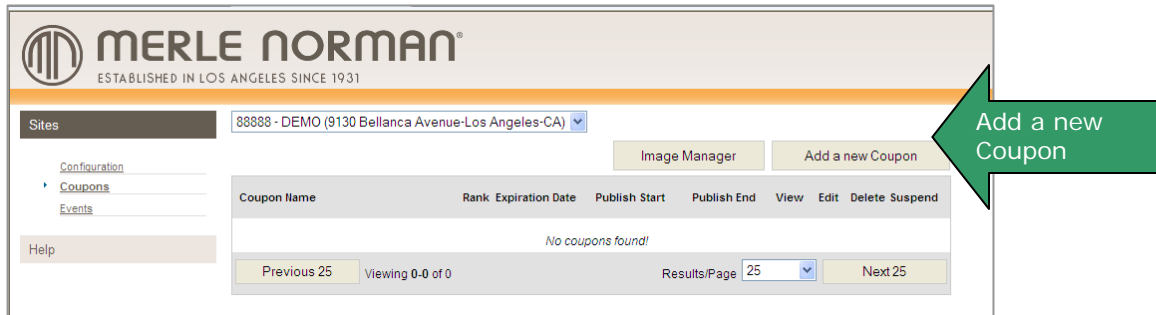 MERLE NORMAN®
ESTABLISHED IN LOS ANGELES SINCE 1931
Sites
88888 - DEMO (9130 Bellanca Avenue-Los Angeles-CA)
Add a new
Coupon
Image Manager
Add a new Coupon
Configuration
Coupons
Events
Help
Coupon Name Rank Expiration Date Publish Start Publish End View Edit Delete Suspend
No coupons found!
Previous 25 Viewing 0-0 of 0 Results/Page 25 Next 25